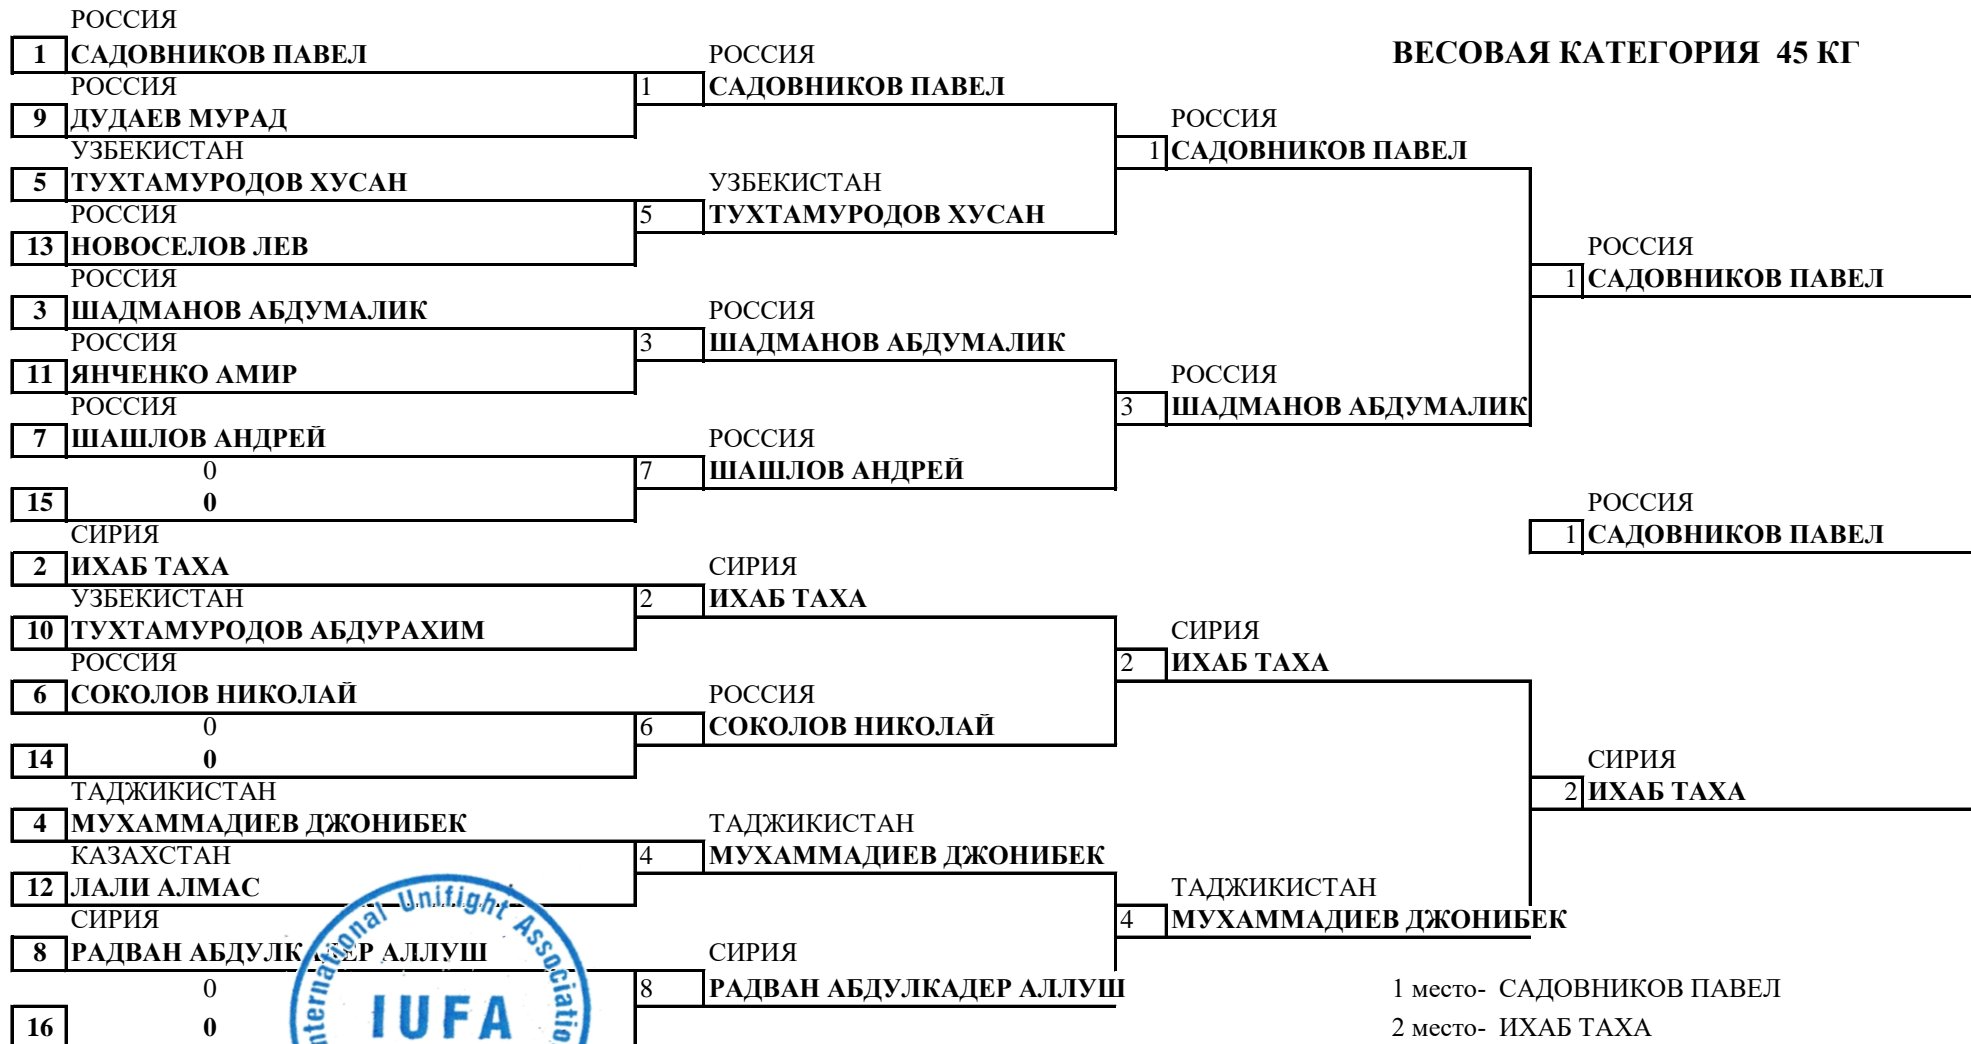 РОССИЯ
1 САДОВНИКОВ ПАВЕЛ РОССИЯ ВЕСОВАЯ КАТЕГОРИЯ 45 КГ
РОССИЯ 1 САДОВНИКОВ ПАВЕЛ
9 ДУДАЕВ МУРАД РОССИЯ
УЗБЕКИСТАН 1 САДОВНИКОВ ПАВЕЛ
5 ТУХТАМУРОДОВ ХУСАН УЗБЕКИСТАН
РОССИЯ 5 ТУХТАМУРОДОВ ХУСАН
13 НОВОСЕЛОВ ЛЕВ РОССИЯ
РОССИЯ 1 САДОВНИКОВ ПАВЕЛ
3 ШАДМАНОВ АБДУМАЛИК РОССИЯ
РОССИЯ 3 ШАДМАНОВ АБДУМАЛИК
11 ЯНЧЕНКО АМИР РОССИЯ
РОССИЯ 3 ШАДМАНОВ АБДУМАЛИК
7 ШАШЛОВ АНДРЕЙ РОССИЯ
0 7 ШАШЛОВ АНДРЕЙ
15 0 РОССИЯ
СИРИЯ 1 САДОВНИКОВ ПАВЕЛ
2 ИХАБ ТАХА СИРИЯ
УЗБЕКИСТАН 2 ИХАБ ТАХА
10 ТУХТАМУРОДОВ АБДУРАХИМ СИРИЯ
РОССИЯ 2 ИХАБ ТАХА
6 СОКОЛОВ НИКОЛАЙ РОССИЯ
0 6 СОКОЛОВ НИКОЛАЙ
14 0 СИРИЯ
ТАДЖИКИСТАН 2 ИХАБ ТАХА
4 МУХАММАДИЕВ ДЖОНИБЕК ТАДЖИКИСТАН
КАЗАХСТАН 4 МУХАММАДИЕВ ДЖОНИБЕК
12 ЛАЛИ АЛМАС ТАДЖИКИСТАН
СИРИЯ 4 МУХАММАДИЕВ ДЖОНИБЕК
8 РАДВАН АБДУЛКАДЕР АЛЛУШ СИРИЯ
0 8 РАДВАН АБДУЛКАДЕР АЛЛУШ 1 место- САДОВНИКОВ ПАВЕЛ
16 0 2 место- ИХАБ ТАХА
International Unifight Association
IUFA